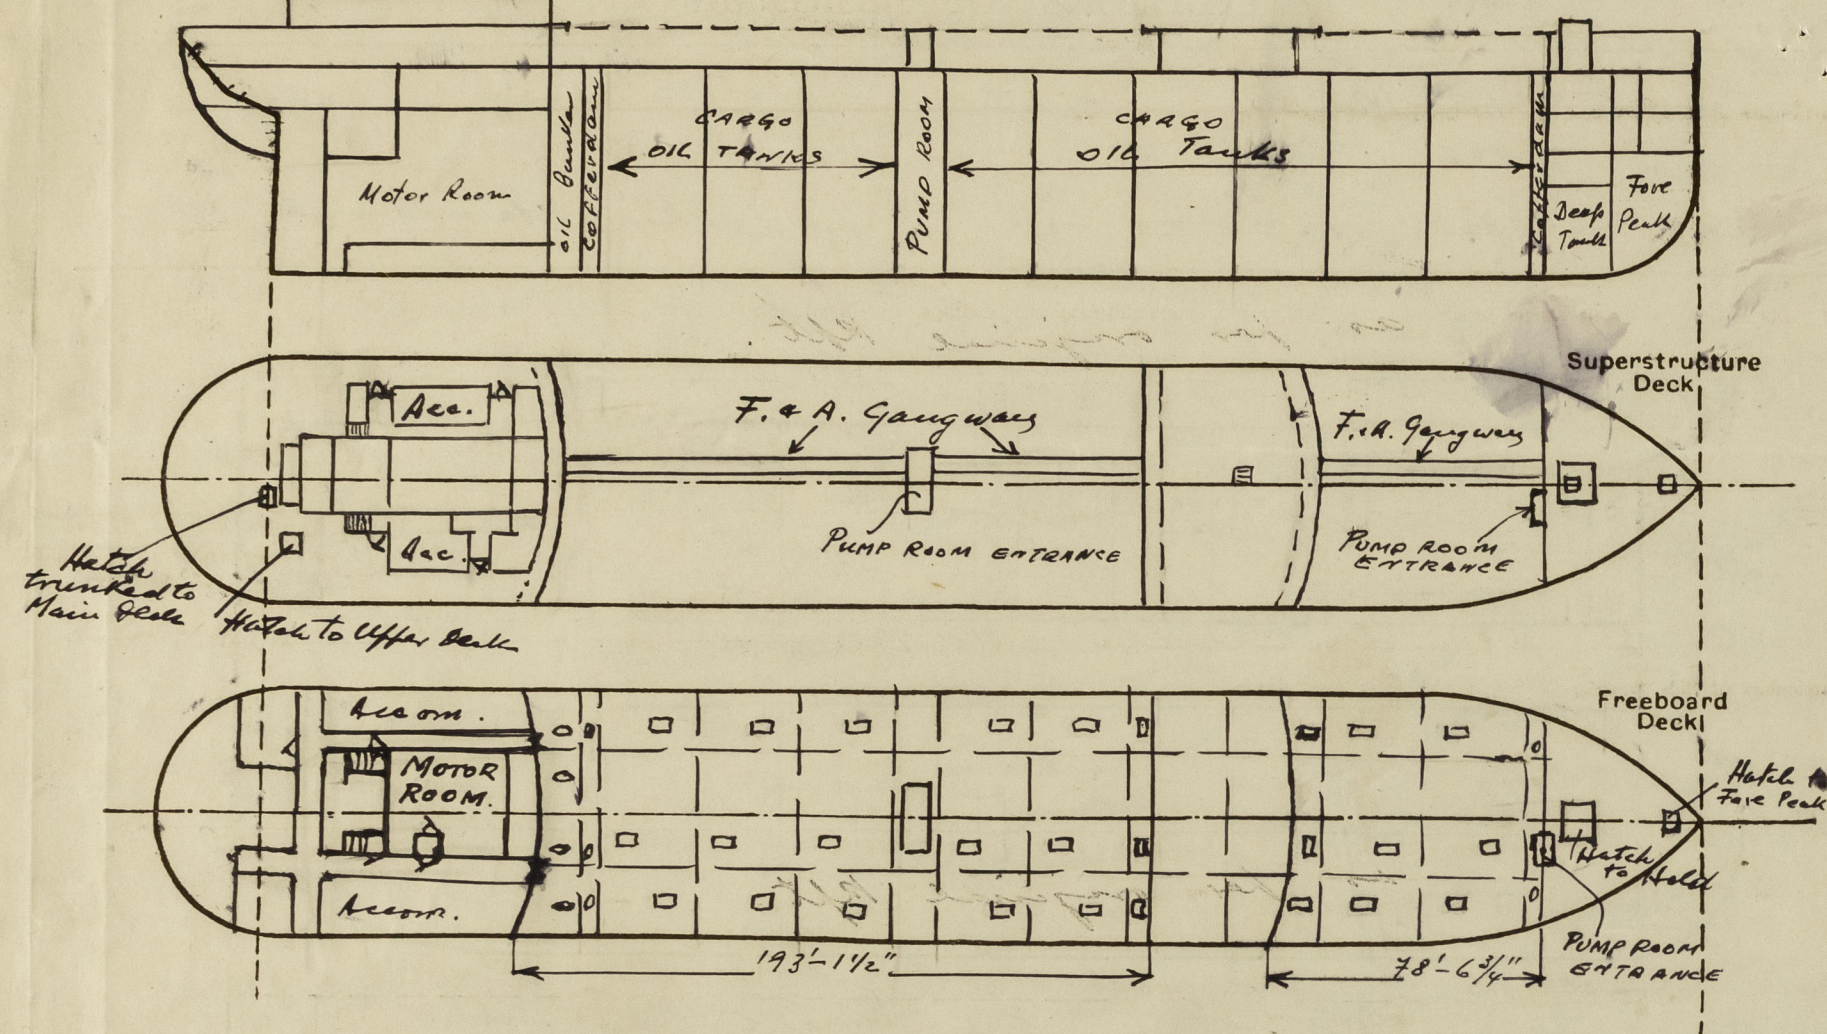 CARGO
OIL TANKS
CARGO
OIL Tanks
Motor Room
OIL Bunker
COFFERDAM
PUMP ROOM
Cofferdam
Deep
Tank
Fore
Peak
Superstructure
Deck
Acc.
F. & A. Gangway
F. & A. Gangway
PUMP ROOM ENTRANCE
PUMP ROOM
ENTRANCE
Acc.
Hatch
trunked to
Main Deck
Hatch to Upper Deck
Freeboard
Deck
Accom.
MOTOR
ROOM.
Hatch to
Fore Peak
Hatch
to Hold
Accom.
PUMP ROOM
ENTRANCE
193'-1½"
78'-6¾"